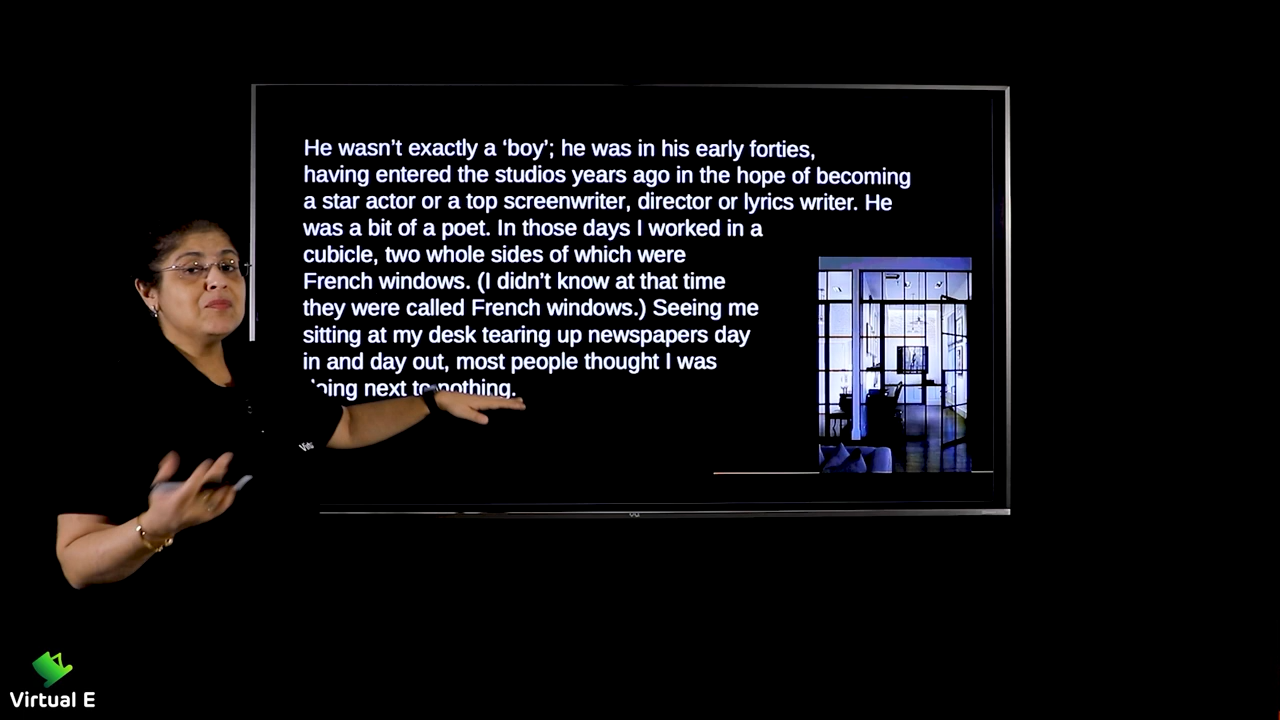 He wasn't exactly a ‘boy’; he was in his early forties,
having entered the studios years ago in the hope of becoming
a star actor or a top screenwriter, director or lyrics writer. He
was a bit of a poet. In those days I worked in a
cubicle, two whole sides of which were
French windows. (I didn't know at that time
they were called French windows.) Seeing me
sitting at my desk tearing up newspapers day
in and day out, most people thought I was
doing next to nothing.
Virtual E